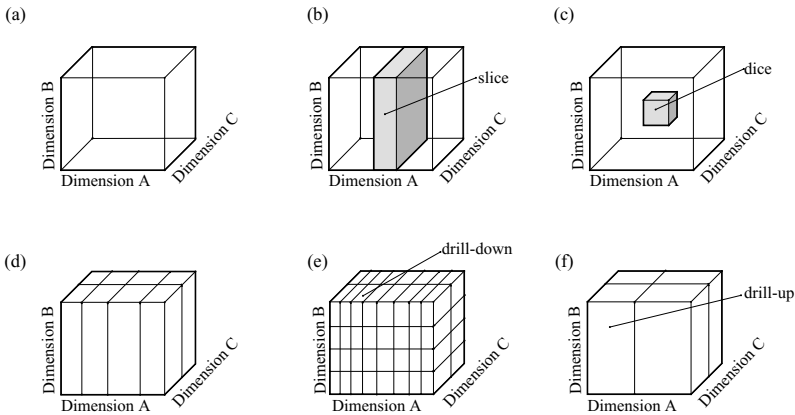 (a)
(b)
(c)
Dimension B
Dimension A
Dimension C
slice
Dimension B
Dimension A
Dimension C
dice
Dimension B
Dimension A
Dimension C
(d)
(e)
(f)
Dimension B
Dimension A
Dimension C
drill-down
Dimension B
Dimension A
Dimension C
drill-up
Dimension B
Dimension A
Dimension C